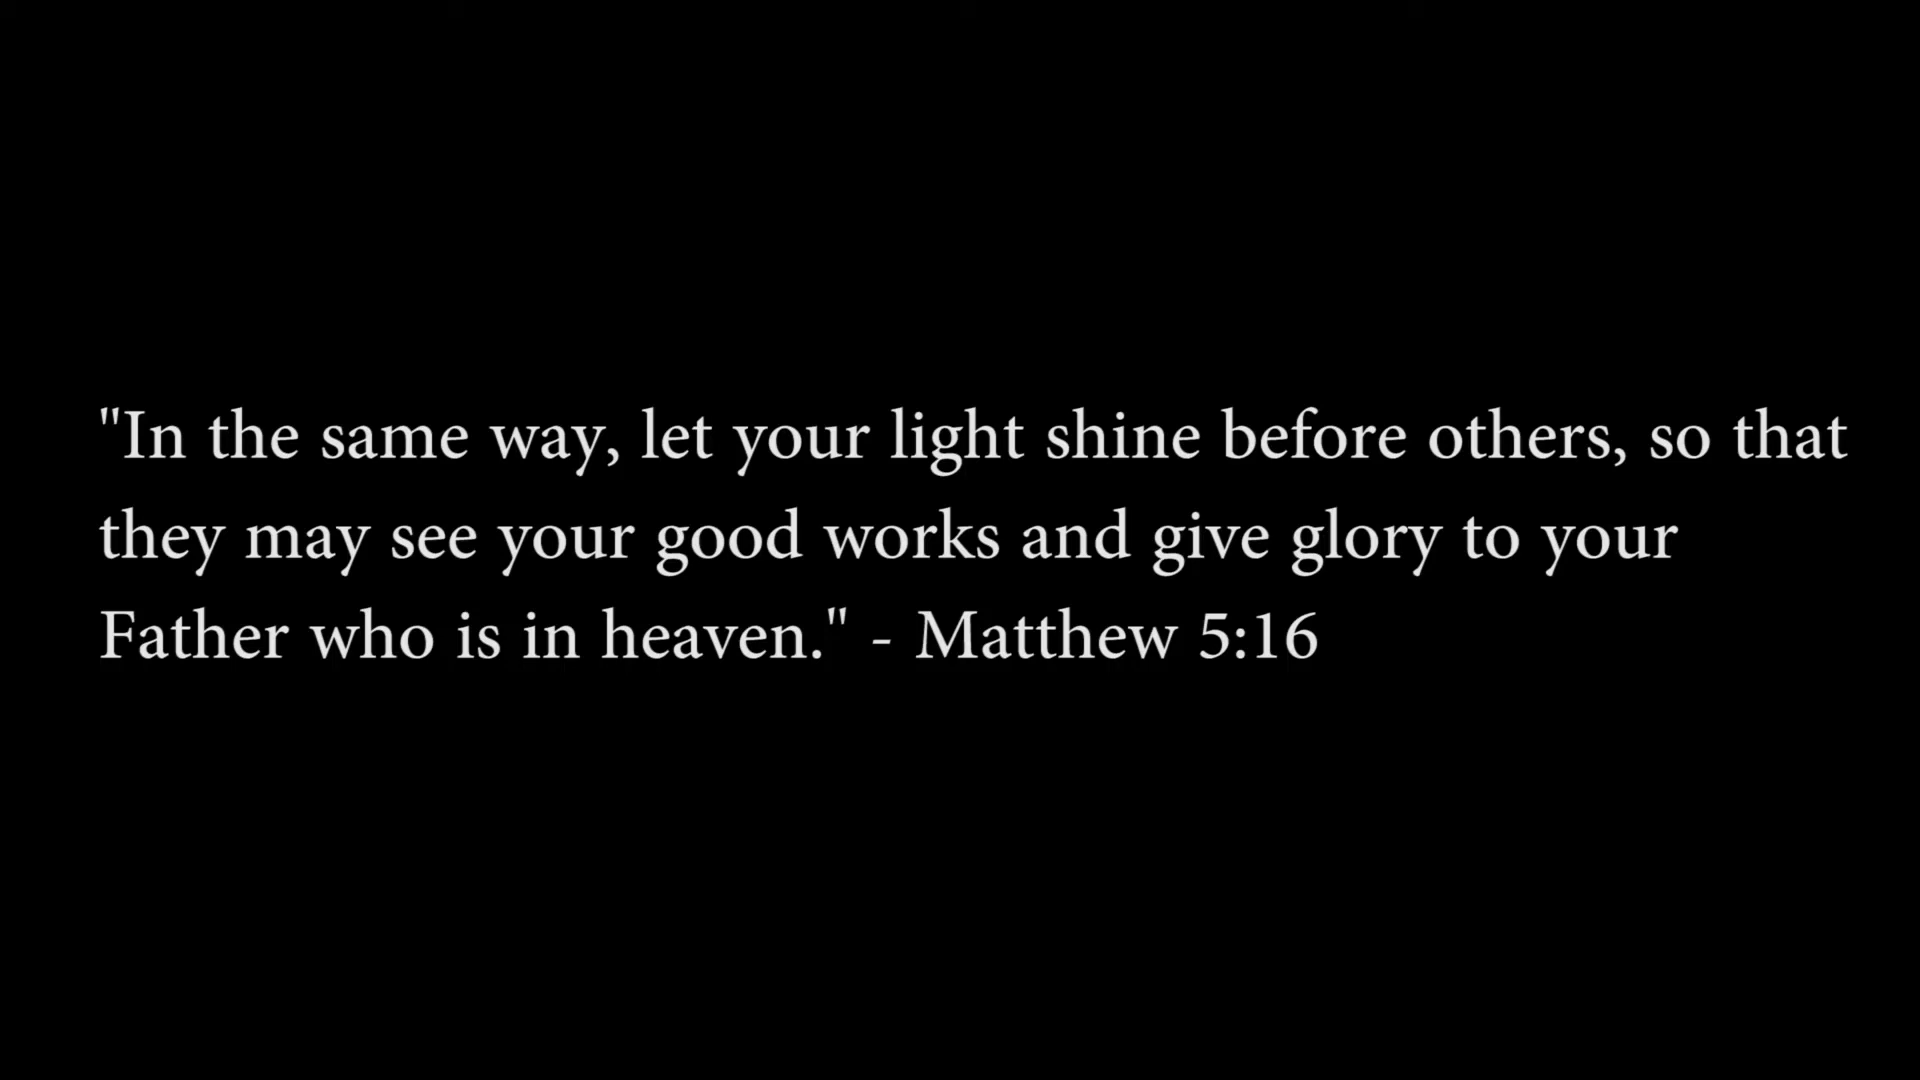 "In the same way, let your light shine before others, so that
they may see your good works and give glory to your
Father who is in heaven." - Matthew 5:16